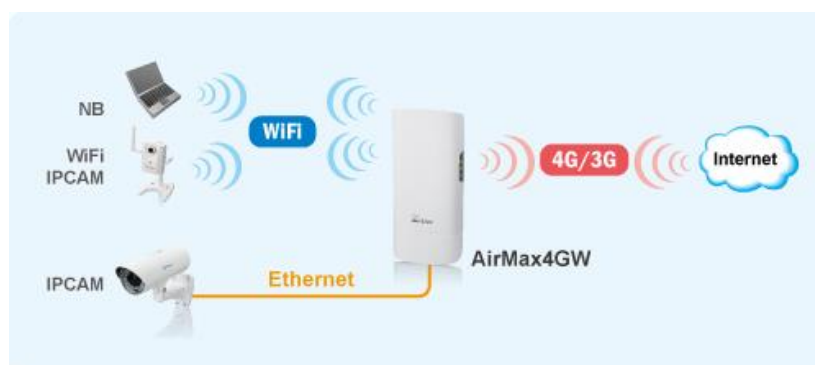 NB
WiFi
WiFi
IPCAM
4G/3G
Internet
AirMax4GW
IPCAM
Ethernet